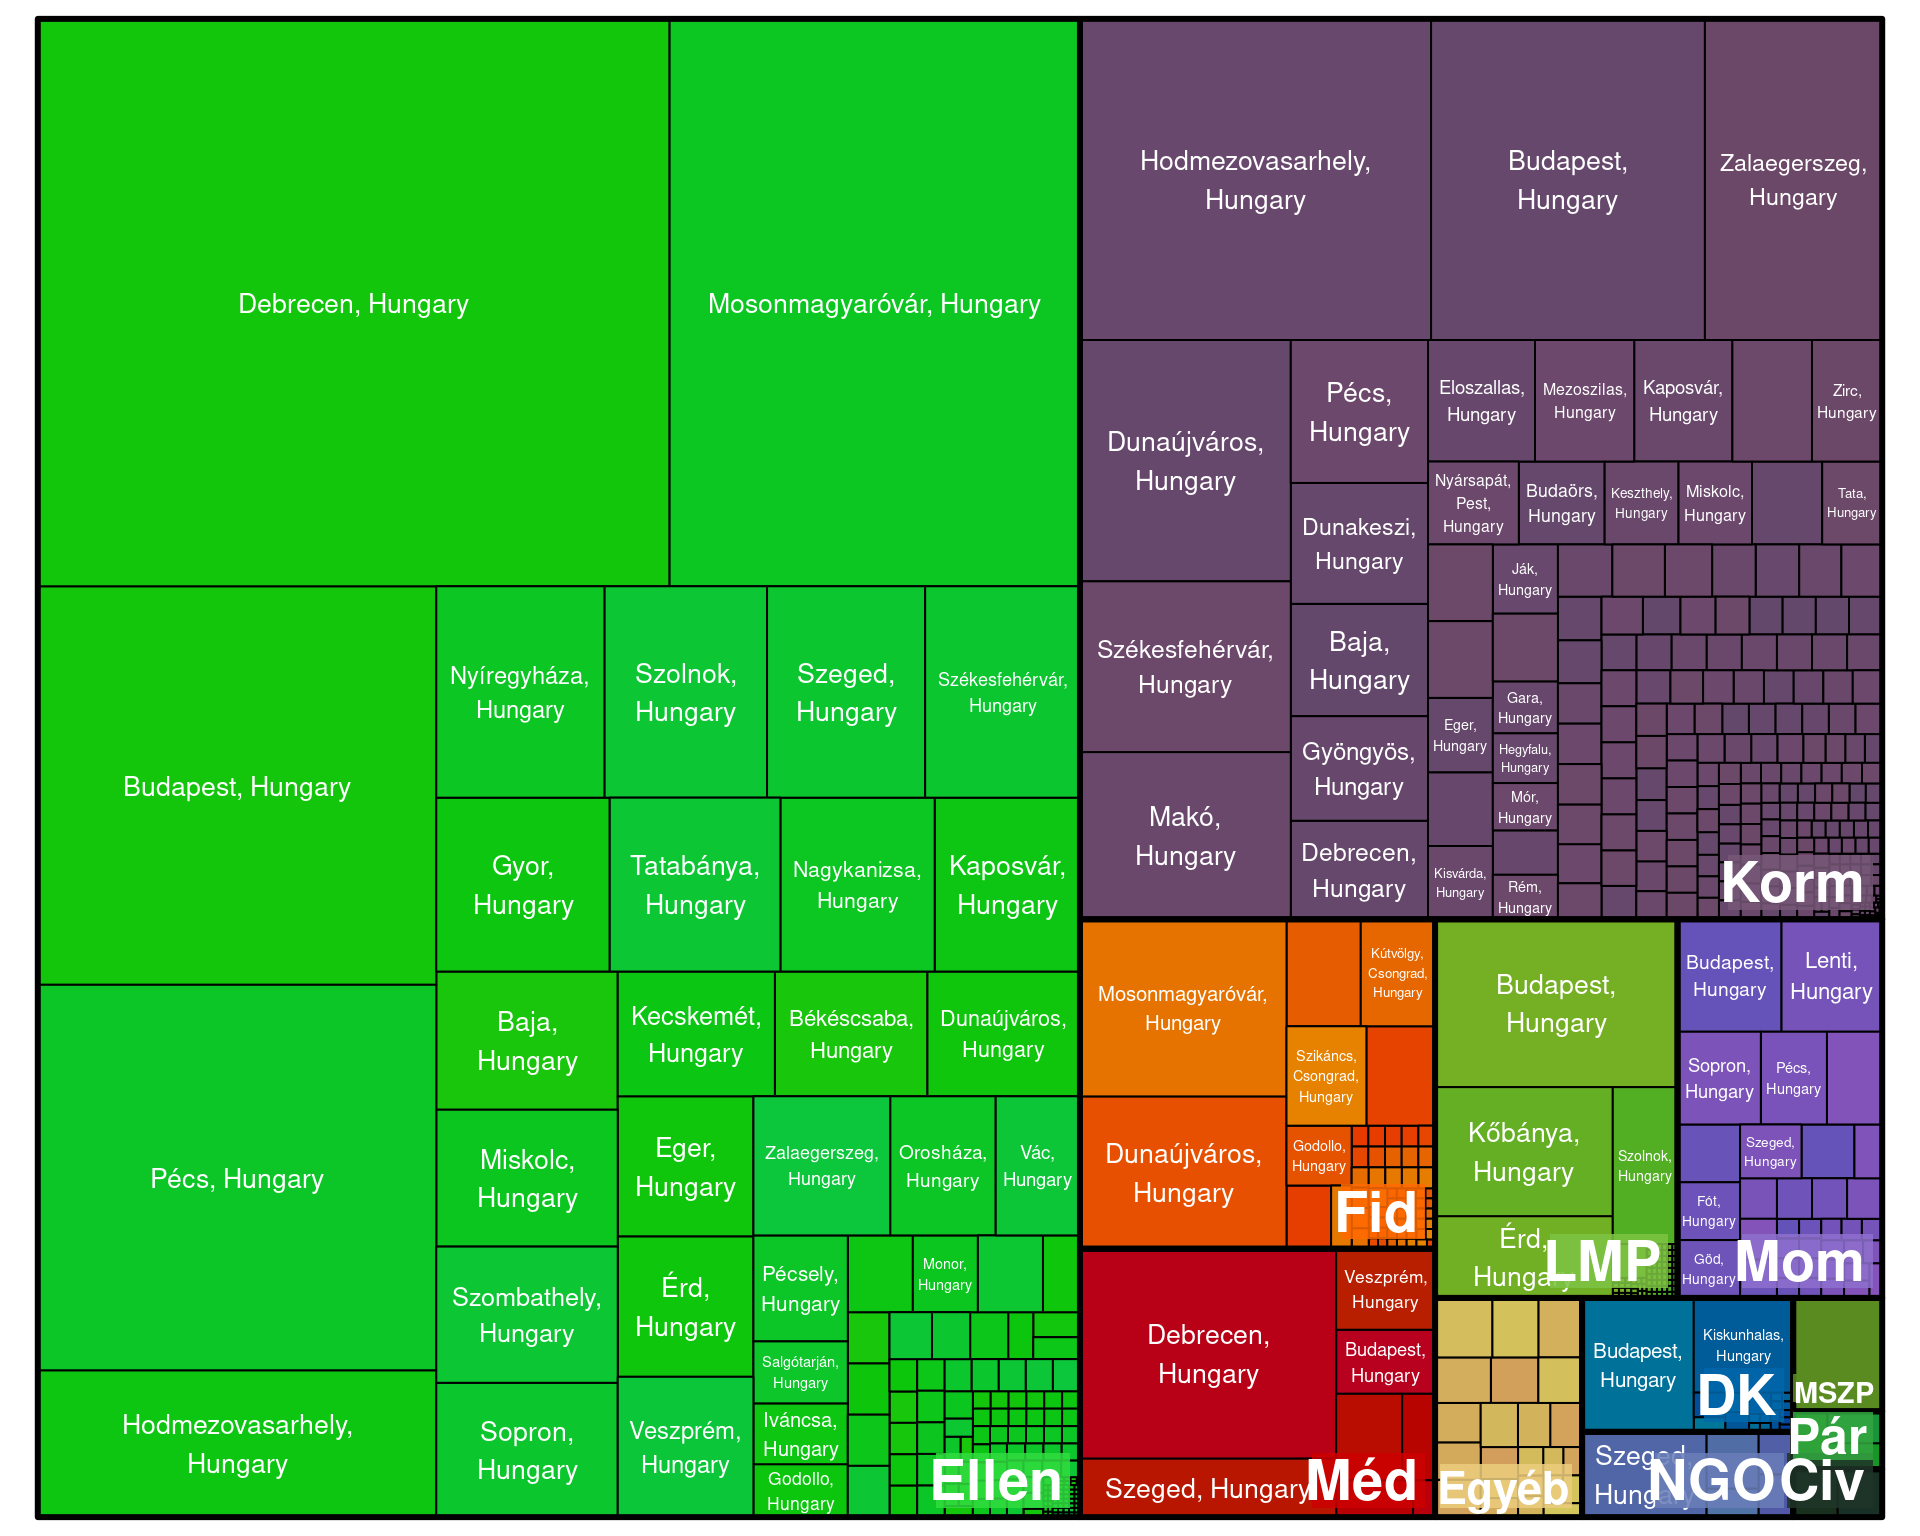 Debrecen, Hungary
Mosonmagyaróvár, Hungary
Budapest, Hungary
Pécs, Hungary
Hodmezovasarhely,
Hungary
Nyíregyháza,
Hungary
Szolnok,
Hungary
Szeged,
Hungary
Székesfehérvár,
Hungary
Gyor,
Hungary
Tatabánya,
Hungary
Nagykanizsa,
Hungary
Kaposvár,
Hungary
Baja,
Hungary
Kecskemét,
Hungary
Békéscsaba,
Hungary
Dunaújváros,
Hungary
Miskolc,
Hungary
Szombathely,
Hungary
Sopron,
Hungary
Eger,
Hungary
Érd,
Hungary
Veszprém,
Hungary
Zalaegerszeg,
Hungary
Orosháza,
Hungary
Vác,
Hungary
Pécsely,
Hungary
Monor,
Hungary
Salgótarján,
Hungary
Iváncsa,
Hungary
Godollo,
Hungary
Ellen
Hodmezovasarhely,
Hungary
Budapest,
Hungary
Zalaegerszeg,
Hungary
Dunaújváros,
Hungary
Székesfehérvár,
Hungary
Makó,
Hungary
Pécs,
Hungary
Dunakeszi,
Hungary
Baja,
Hungary
Gyöngyös,
Hungary
Debrecen,
Hungary
Eloszallas,
Hungary
Mezoszilas,
Hungary
Kaposvár,
Hungary
Zirc,
Hungary
Nyársapát,
Pest,
Hungary
Budaörs,
Hungary
Keszthely,
Hungary
Miskolc,
Hungary
Tata,
Hungary
Ják,
Hungary
Gara,
Hungary
Eger,
Hungary
Hegyfalu,
Hungary
Mór,
Hungary
Kisvárda,
Hungary
Rém,
Hungary
Korm
Mosonmagyaróvár,
Hungary
Kútvölgy,
Csongrad,
Hungary
Szikáncs,
Csongrad,
Hungary
Dunaújváros,
Hungary
Godollo,
Hungary
Fid
Budapest,
Hungary
Kőbánya,
Hungary
Szolnok,
Hungary
Érd,
Hungary
LMP
Budapest,
Hungary
Lenti,
Hungary
Sopron,
Hungary
Pécs,
Hungary
Szeged,
Hungary
Fót,
Hungary
Göd,
Hungary
Mom
Debrecen,
Hungary
Veszprém,
Hungary
Budapest,
Hungary
Szeged, Hungary
Méd
Egyéb
Budapest,
Hungary
Kiskunhalas,
Hungary
DK
MSZP
Pár
Szeged,
Hungary
NGO
Civ